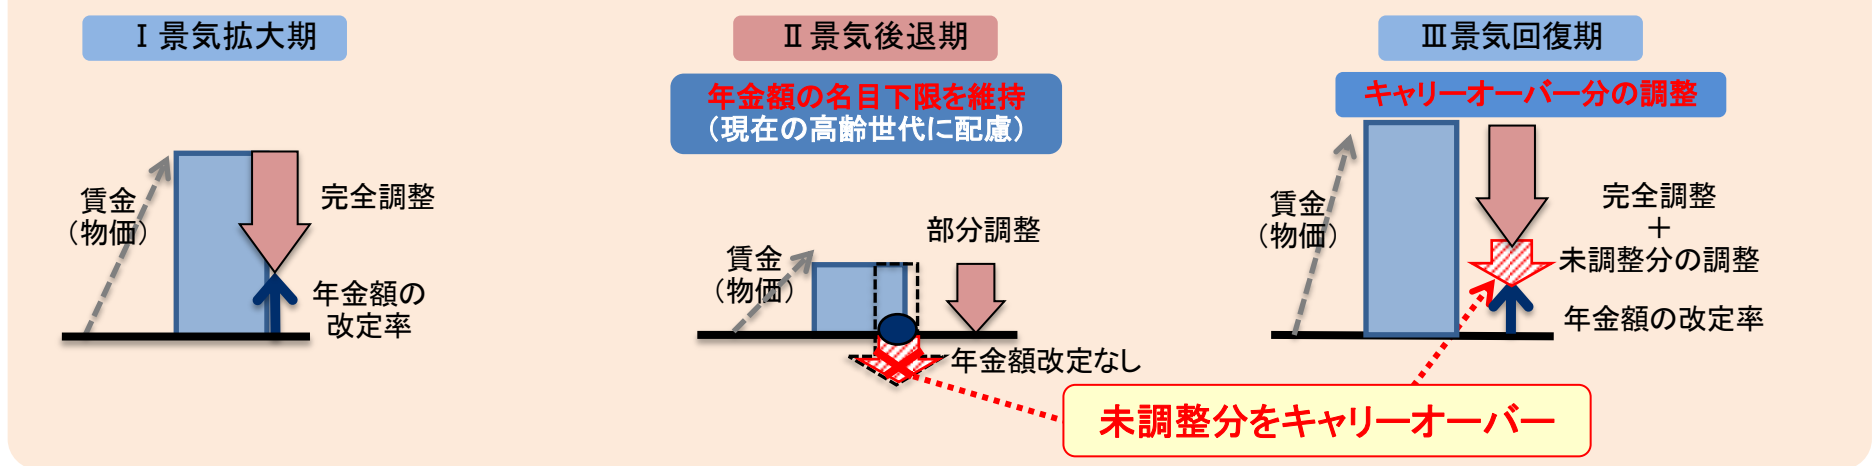 Ⅰ 景気拡大期
賃金
（物価）
完全調整
年金額の
改定率
Ⅱ 景気後退期
年金額の名目下限を維持
（現在の高齢世代に配慮）
賃金
（物価）
部分調整
年金額改定なし
Ⅲ景気回復期
キャリーオーバー分の調整
賃金
（物価）
完全調整
＋
未調整分の調整
年金額の改定率
未調整分をキャリーオーバー